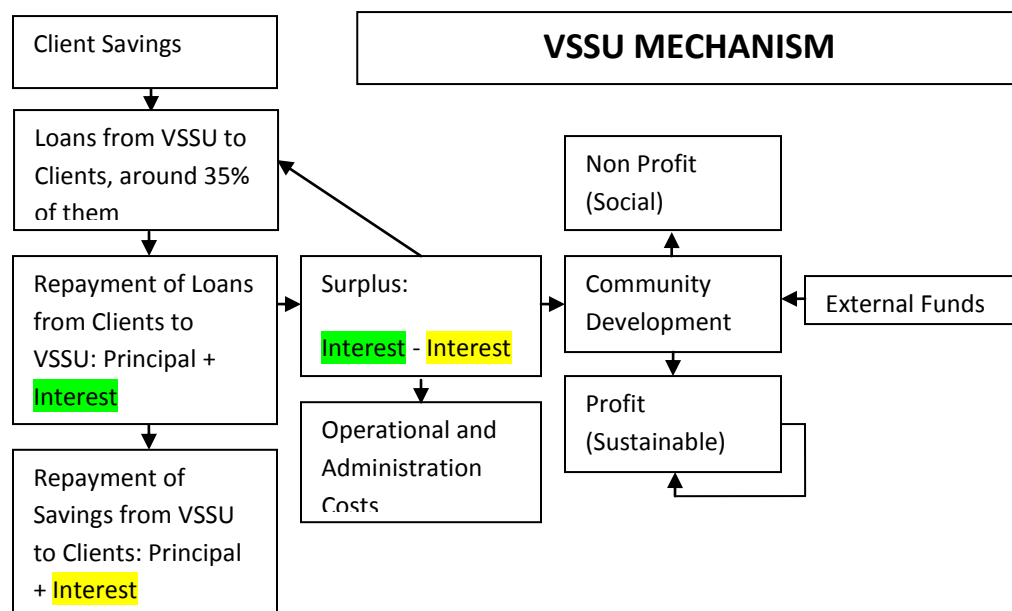 Client Savings
VSSU MECHANISM
Loans from VSSU to
Clients, around 35%
of them
Non Profit
(Social)
Repayment of Loans
from Clients to
VSSU: Principal +
Interest
Surplus:
Interest - Interest
Community
Development
External Funds
Operational and
Administration
Costs
Profit
(Sustainable)
Repayment of
Savings from VSSU
to Clients: Principal
+ Interest